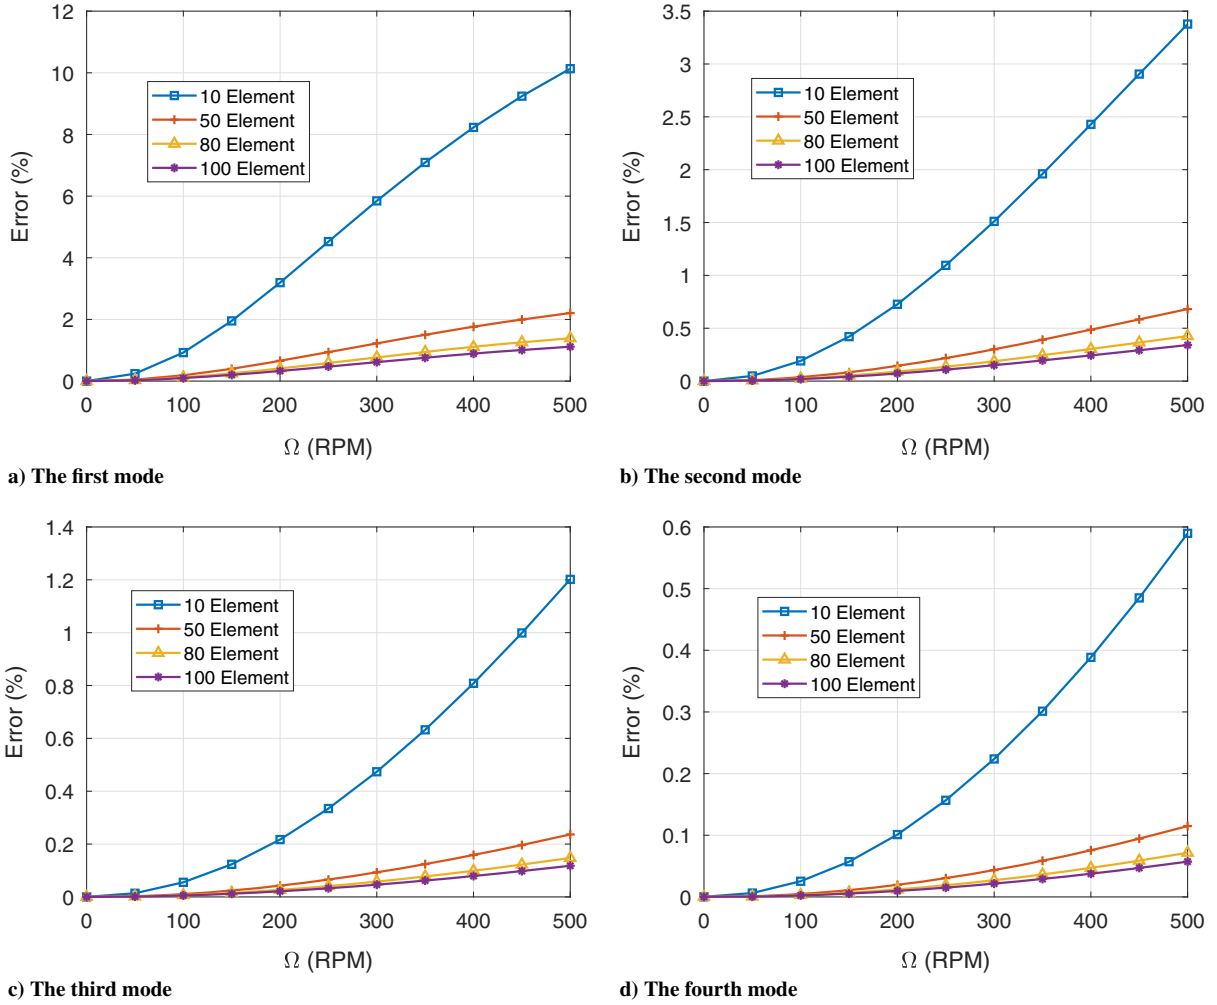 12
10
8
6
4
2
0
Error (%)
10 Element
50 Element
80 Element
100 Element
0 100 200 300 400 500
Ω (RPM)
a) The first mode
3.5
3
2.5
2
1.5
1
0.5
0
Error (%)
10 Element
50 Element
80 Element
100 Element
0 100 200 300 400 500
Ω (RPM)
b) The second mode
1.4
1.2
1
0.8
0.6
0.4
0.2
0
Error (%)
10 Element
50 Element
80 Element
100 Element
0 100 200 300 400 500
Ω (RPM)
c) The third mode
0.6
0.5
0.4
0.3
0.2
0.1
0
Error (%)
10 Element
50 Element
80 Element
100 Element
0 100 200 300 400 500
Ω (RPM)
d) The fourth mode